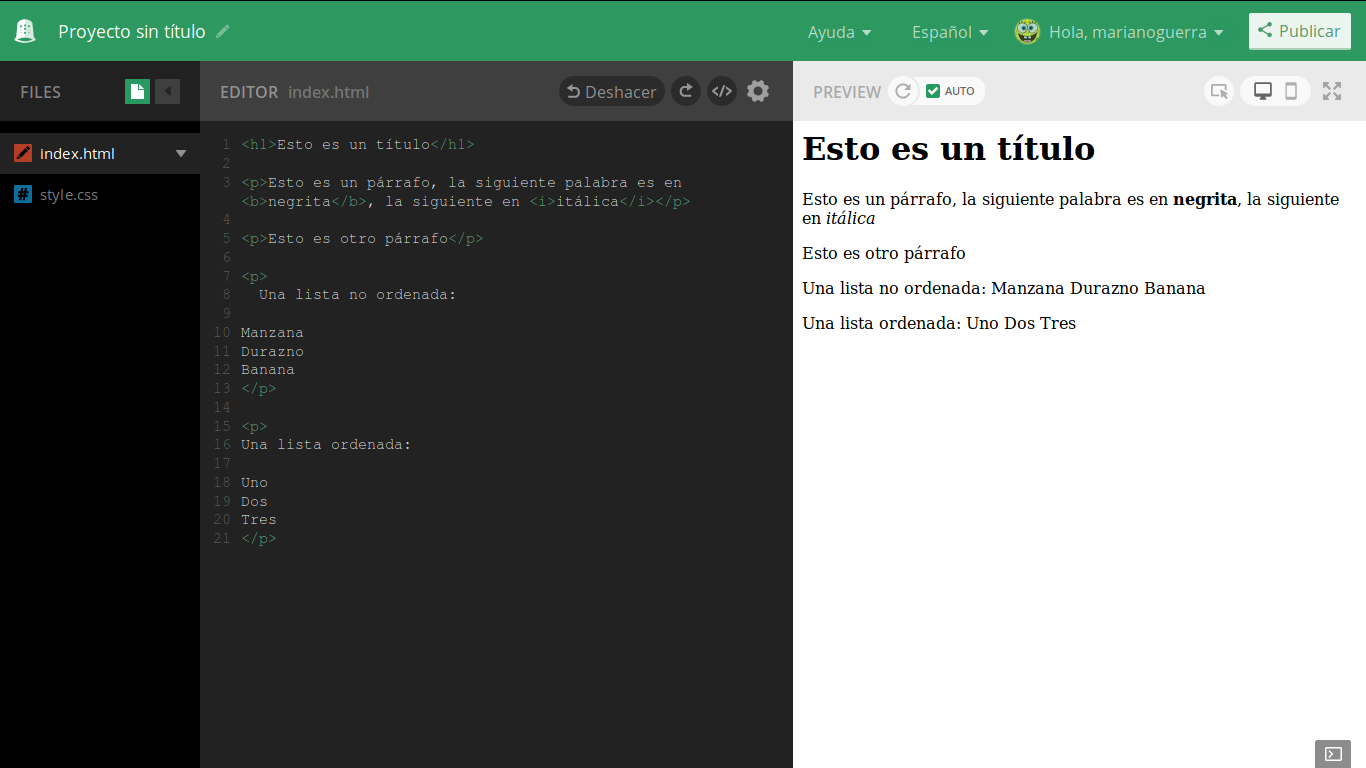 Proyecto sin título
Ayuda
Español
Hola, marianoguerra
Publicar
FILES
EDITOR index.html
Deshacer
</>
PREVIEW
AUTO
index.html
# style.css
1 <h1>Esto es un título</h1>
2
3 <p>Esto es un párrafo, la siguiente palabra es en
<b>negrita</b>, la siguiente en <i>itálica</i></p>
4
5 <p>Esto es otro párrafo</p>
6
7 <p>
8 Una lista no ordenada:
9
10 Manzana
11 Durazno
12 Banana
13 </p>
14
15 <p>
16 Una lista ordenada:
17
18 Uno
19 Dos
20 Tres
21 </p>
Esto es un título
Esto es un párrafo, la siguiente palabra es en negrita, la siguiente
en itálica
Esto es otro párrafo
Una lista no ordenada: Manzana Durazno Banana
Una lista ordenada: Uno Dos Tres